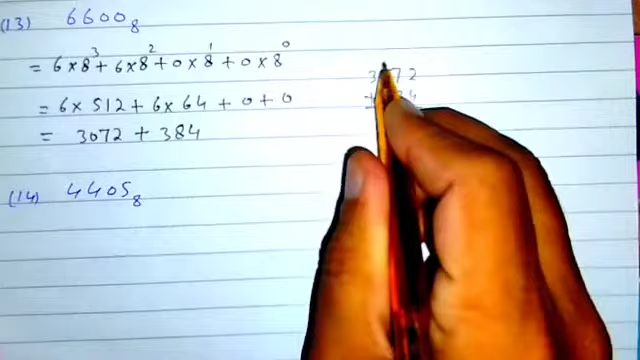 (13) 6600₈
= 6×8³ + 6×8² + 0×8¹ + 0×8⁰
= 6×512 + 6×64 + 0 + 0
= 3072 + 384
(14) 4405₈